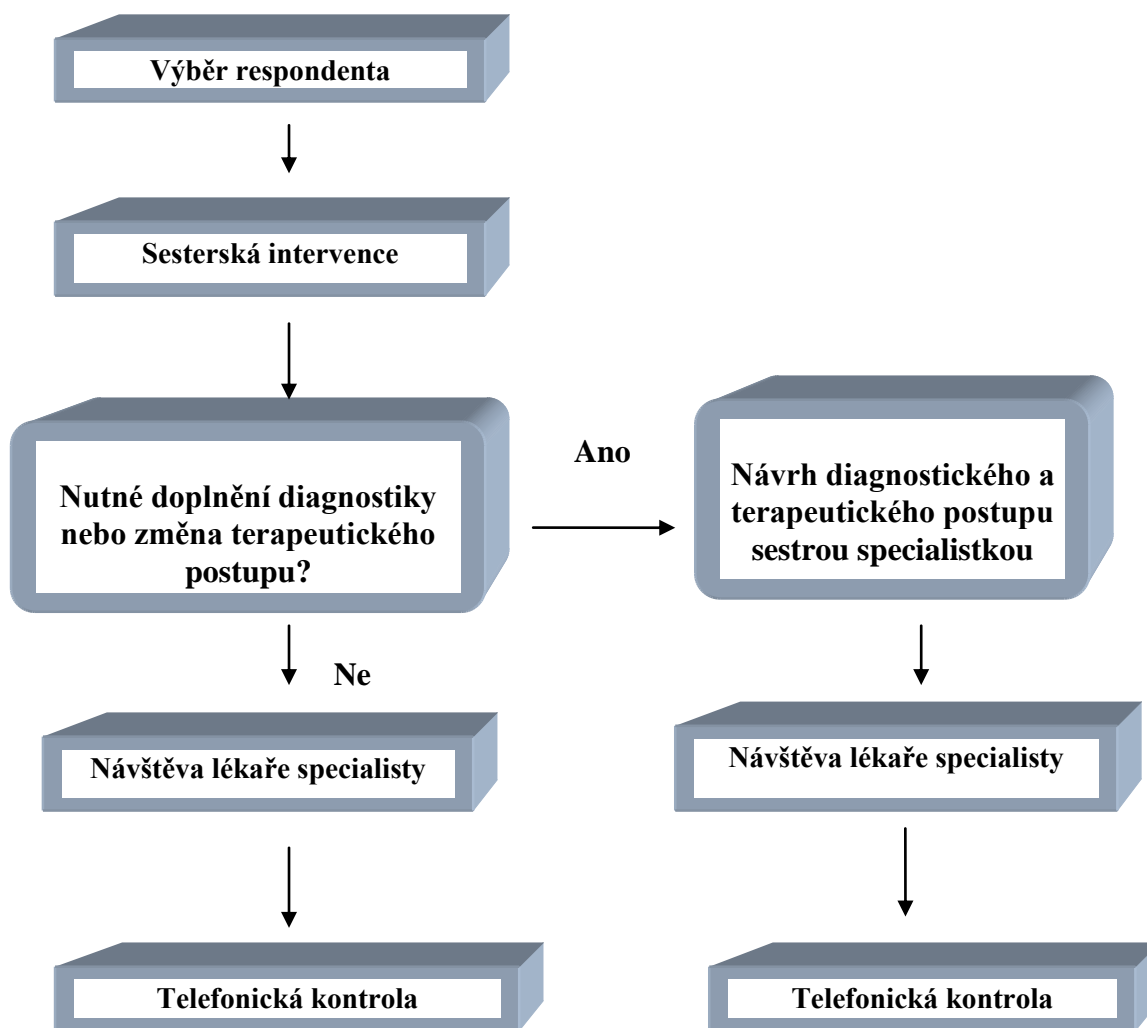 Výběr respondenta
Sesterská intervence
Nutné doplnění diagnostiky
nebo změna terapeutického
postupu?
Ano
Návrh diagnostického a
terapeutického postupu
sestrou specialistkou
Ne
Návštěva lékaře specialisty
Návštěva lékaře specialisty
Telefonická kontrola
Telefonická kontrola